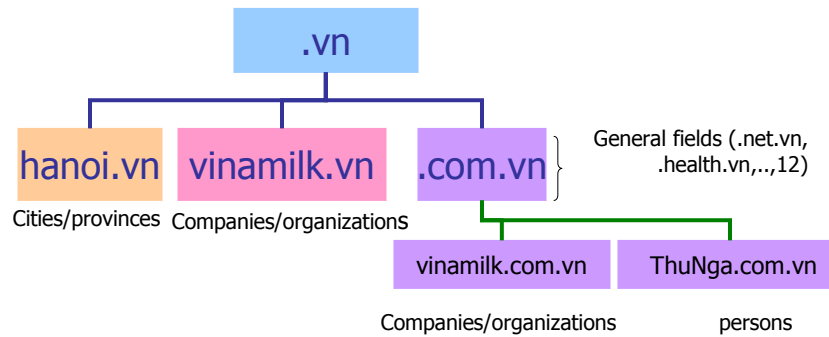 .vn
hanoi.vn
vinamilk.vn
.com.vn
General fields (.net.vn,
.health.vn,..,12)
Cities/provinces
Companies/organizations
vinamilk.com.vn
ThuNga.com.vn
Companies/organizations
persons